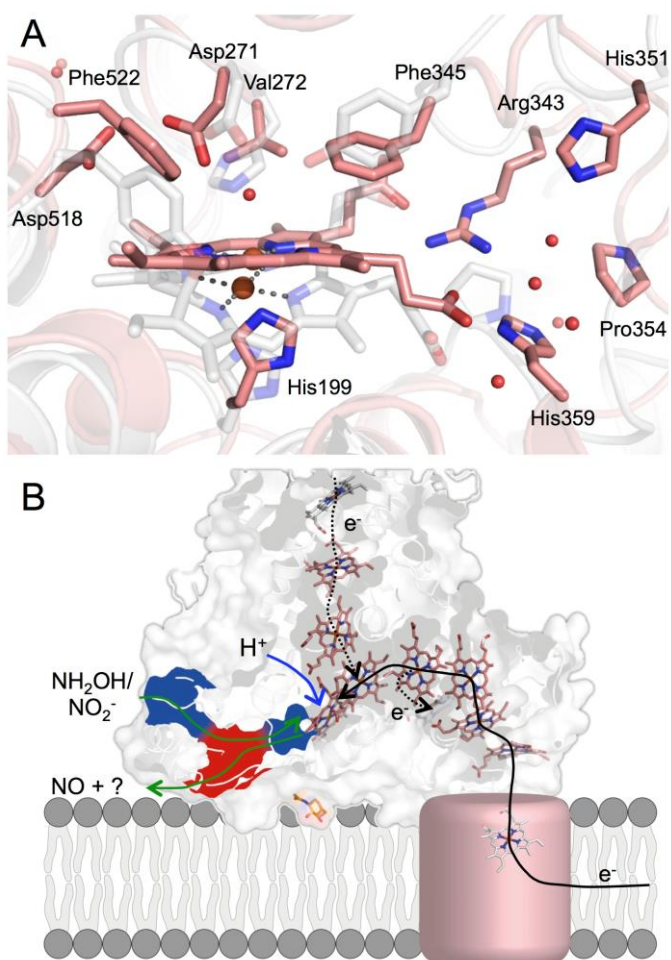 A
Asp271
Phe522
Val272
Phe345
His351
Arg343
Asp518
Pro354
His199
His359
B
e-
H+
NH2OH/
NO2-
e-
NO + ?
e-